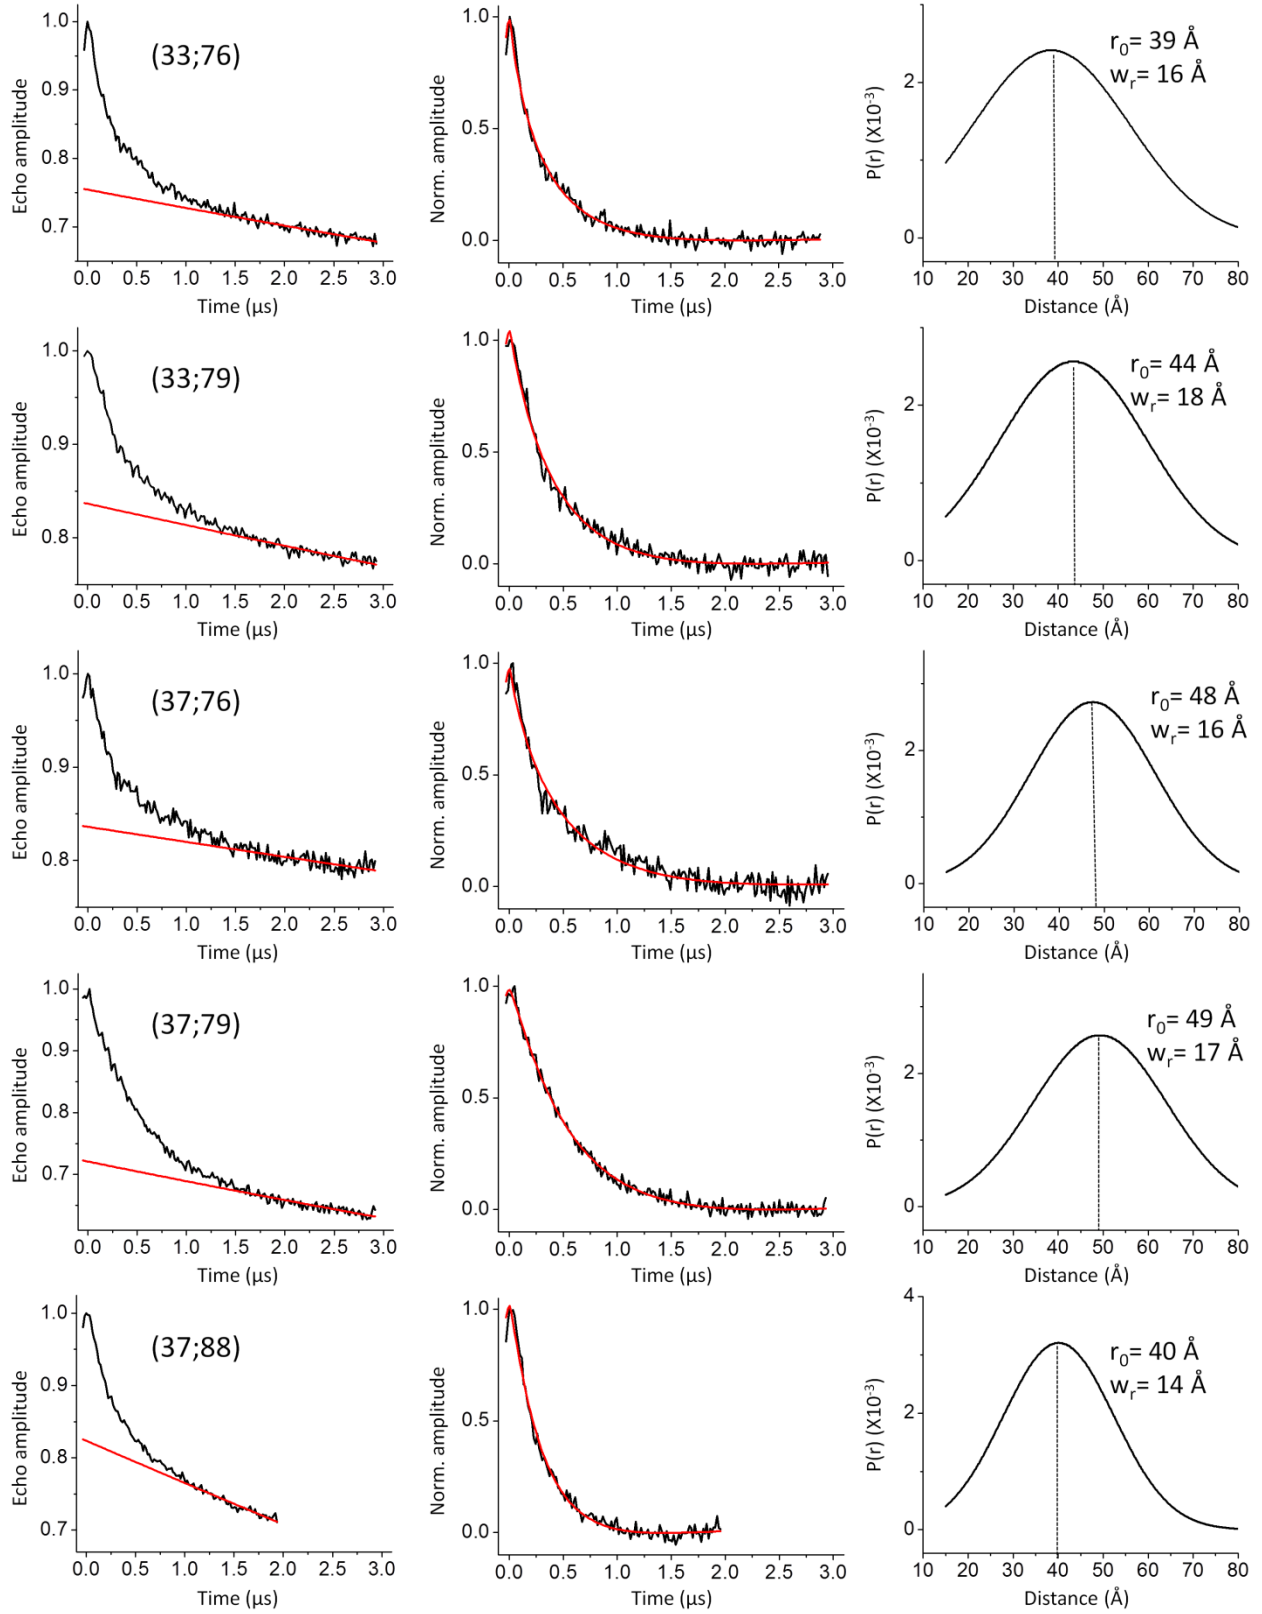 1.0
0.9
0.8
0.7
Echo amplitude
(33;76)
0.0 0.5 1.0 1.5 2.0 2.5 3.0
Time (µs)
1.0
0.5
0.0
Norm. amplitude
0.0 0.5 1.0 1.5 2.0 2.5 3.0
Time (µs)
2
0
P(r) (X10⁻³)
r₀= 39 Å
wᵣ= 16 Å
10 20 30 40 50 60 70 80
Distance (Å)
1.0
0.9
0.8
Echo amplitude
(33;79)
0.0 0.5 1.0 1.5 2.0 2.5 3.0
Time (µs)
1.0
0.5
0.0
Norm. amplitude
0.0 0.5 1.0 1.5 2.0 2.5 3.0
Time (µs)
2
0
P(r) (X10⁻³)
r₀= 44 Å
wᵣ= 18 Å
10 20 30 40 50 60 70 80
Distance (Å)
1.0
0.9
0.8
Echo amplitude
(37;76)
0.0 0.5 1.0 1.5 2.0 2.5 3.0
Time (µs)
1.0
0.5
0.0
Norm. amplitude
0.0 0.5 1.0 1.5 2.0 2.5 3.0
Time (µs)
2
0
P(r) (X10⁻³)
r₀= 48 Å
wᵣ= 16 Å
10 20 30 40 50 60 70 80
Distance (Å)
1.0
0.9
0.8
0.7
Echo amplitude
(37;79)
0.0 0.5 1.0 1.5 2.0 2.5 3.0
Time (µs)
1.0
0.5
0.0
Norm. amplitude
0.0 0.5 1.0 1.5 2.0 2.5 3.0
Time (µs)
2
0
P(r) (X10⁻³)
r₀= 49 Å
wᵣ= 17 Å
10 20 30 40 50 60 70 80
Distance (Å)
1.0
0.9
0.8
0.7
Echo amplitude
(37;88)
0.0 0.5 1.0 1.5 2.0 2.5 3.0
Time (µs)
1.0
0.5
0.0
Norm. amplitude
0.0 0.5 1.0 1.5 2.0 2.5 3.0
Time (µs)
4
2
0
P(r) (X10⁻³)
r₀= 40 Å
wᵣ= 14 Å
10 20 30 40 50 60 70 80
Distance (Å)